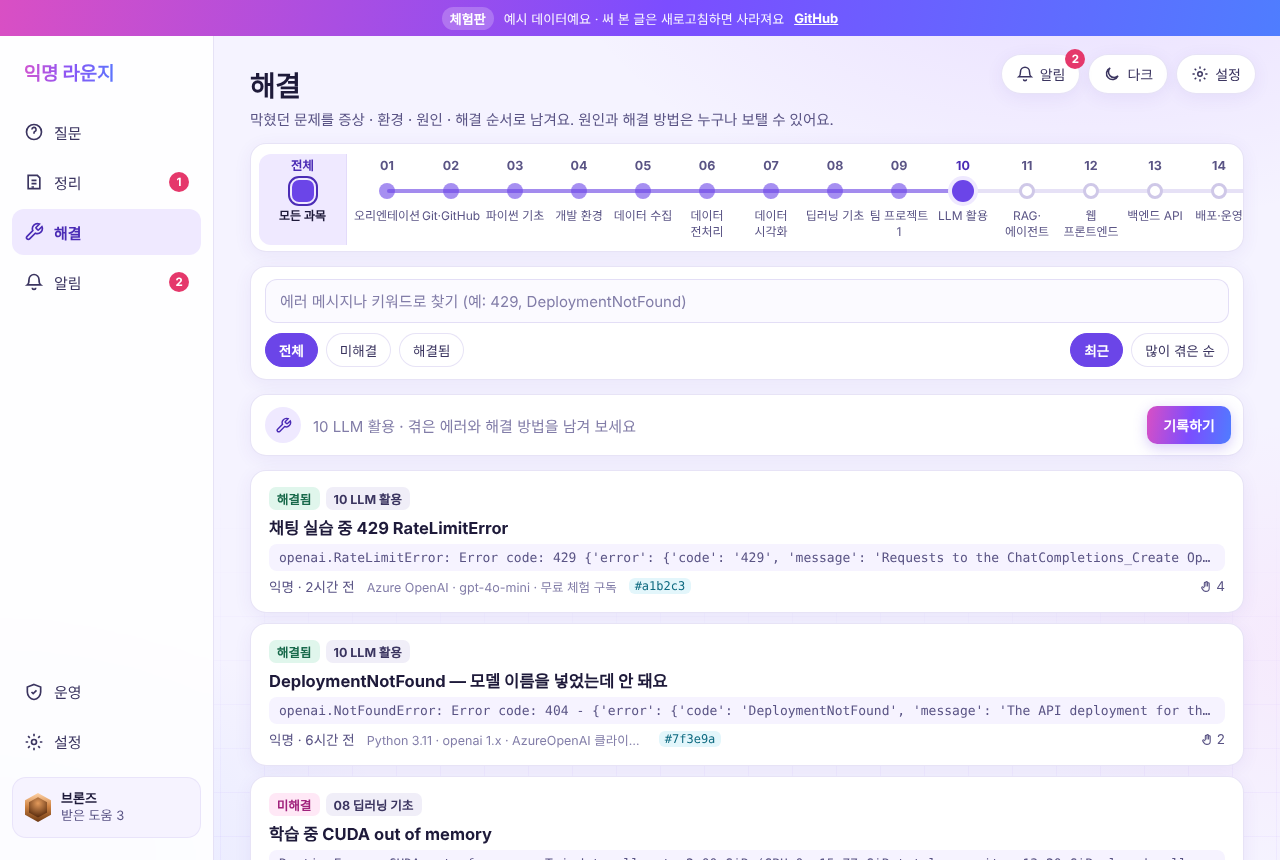 체험판 예시 데이터예요 · 써 본 글은 새로고침하면 사라져요 GitHub
익명 라운지
질문
정리 1
해결
알림 2
운영
설정
브론즈
받은 도움 3
해결
막혔던 문제를 증상 · 환경 · 원인 · 해결 순서로 남겨요. 원인과 해결 방법은 누구나 보탤 수 있어요.
알림 2
다크
설정
전체
모든 과목
01 오리엔테이션
02 Git·GitHub
03 파이썬 기초
04 개발 환경
05 데이터 수집
06 데이터 전처리
07 데이터 시각화
08 딥러닝 기초
09 팀 프로젝트 1
10 LLM 활용
11 RAG·에이전트
12 웹 프론트엔드
13 백엔드 API
14 배포·운영
에러 메시지나 키워드로 찾기 (예: 429, DeploymentNotFound)
전체 미해결 해결됨 최근 많이 겪은 순
10 LLM 활용 · 겪은 에러와 해결 방법을 남겨 보세요 기록하기
해결됨 10 LLM 활용
채팅 실습 중 429 RateLimitError
openai.RateLimitError: Error code: 429 {'error': {'code': '429', 'message': 'Requests to the ChatCompletions_Create Op…
익명 · 2시간 전 Azure OpenAI · gpt-4o-mini · 무료 체험 구독 #a1b2c3 4
해결됨 10 LLM 활용
DeploymentNotFound — 모델 이름을 넣었는데 안 돼요
openai.NotFoundError: Error code: 404 - {'error': {'code': 'DeploymentNotFound', 'message': 'The API deployment for th…
익명 · 6시간 전 Python 3.11 · openai 1.x · AzureOpenAI 클라이… #7f3e9a 2
미해결 08 딥러닝 기초
학습 중 CUDA out of memory